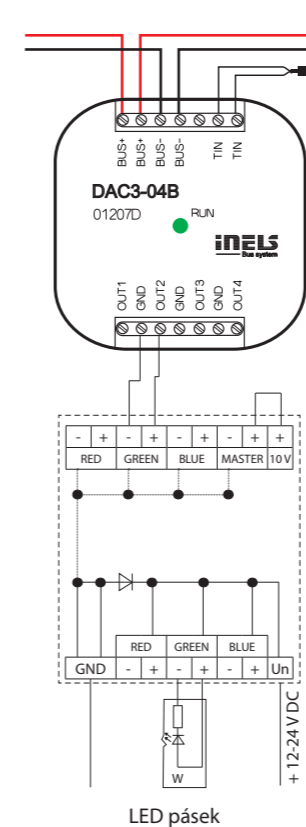 BUS+ BUS+ BUS- BUS- TIN TIN
DAC3-04B
01207D RUN
inELS
Bus system
OUT1 GND OUT2 GND OUT3 GND OUT4
- + - + - + - + +
RED GREEN BLUE MASTER 10 V
RED GREEN BLUE
GND - + - + - + Un
W
+ 12-24 V DC
LED pásek